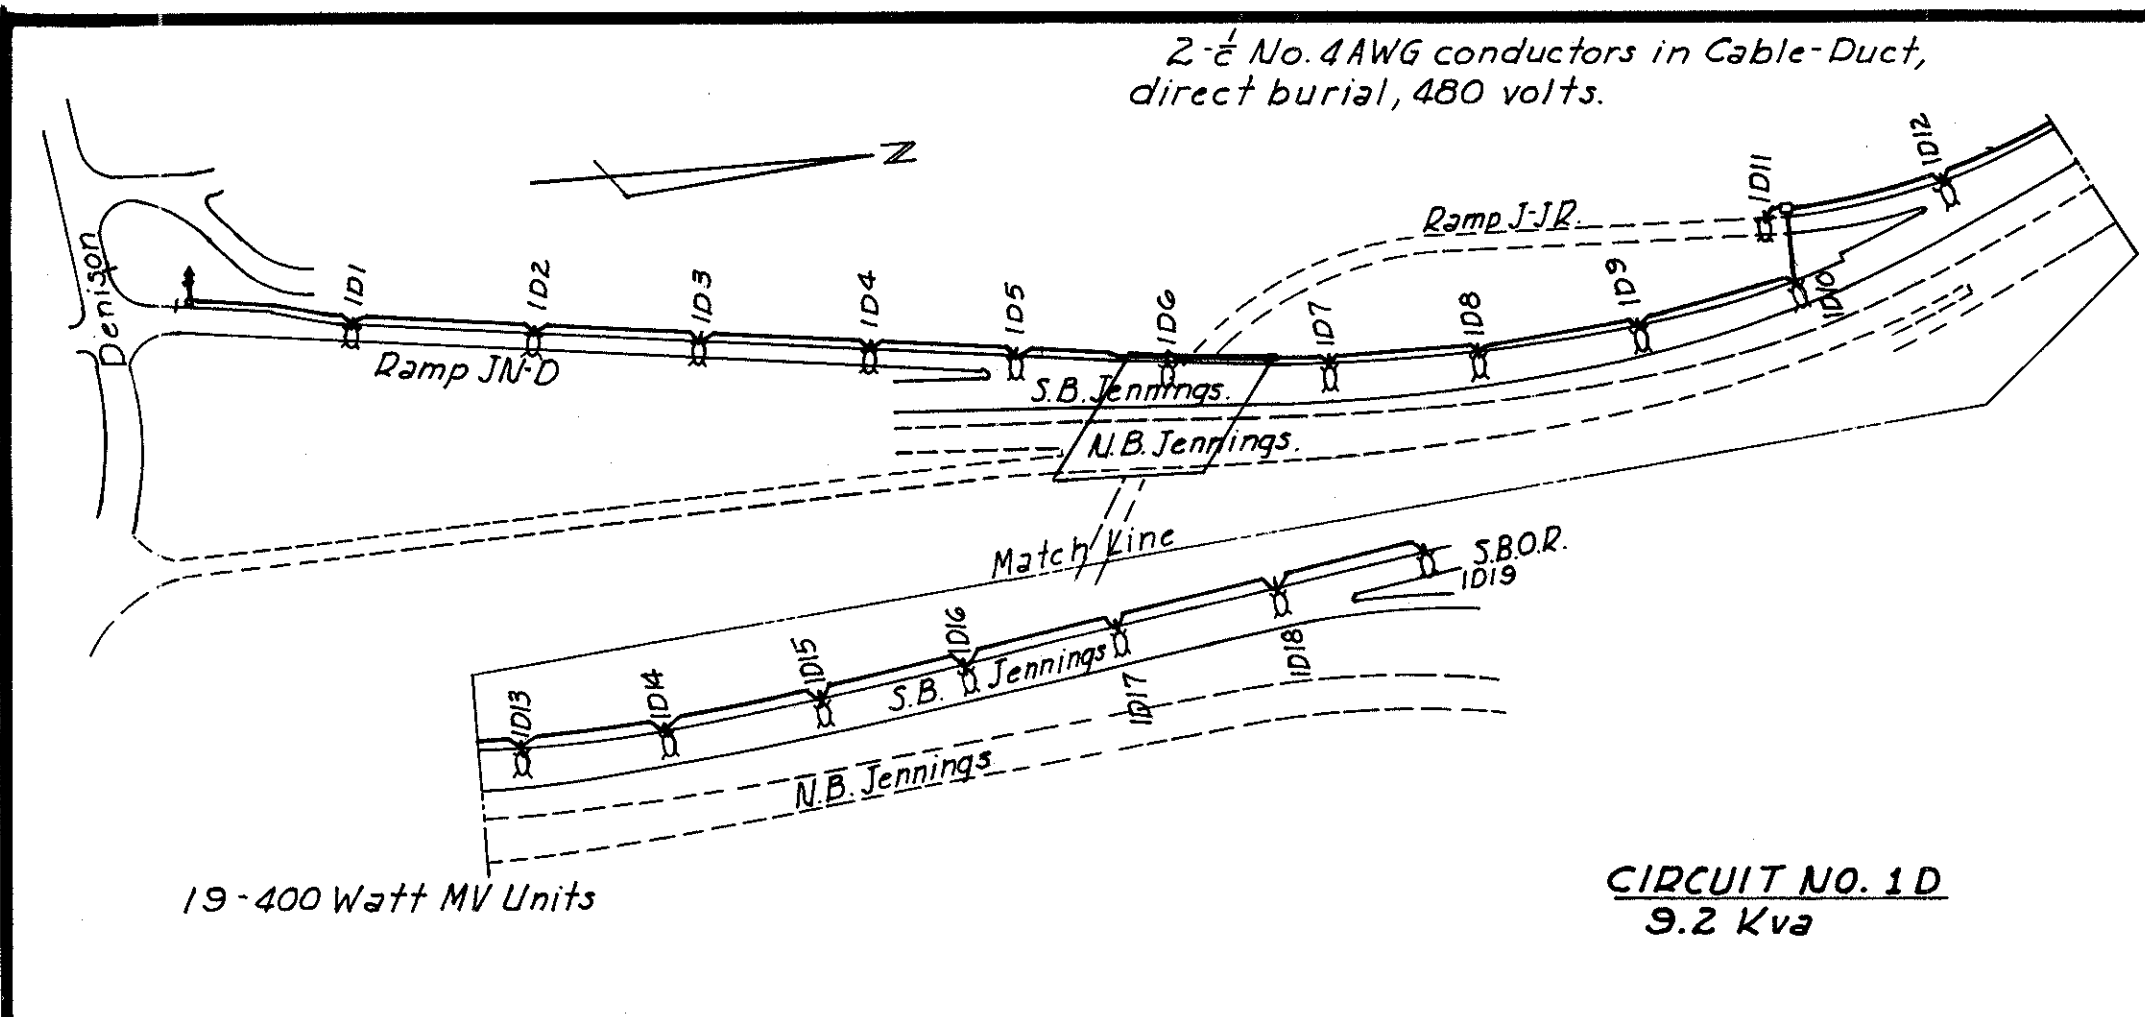 2-1/c No. 4 AWG conductors in Cable-Duct,
direct burial, 480 volts.
N
Denison
1D1
1D2
1D3
1D4
1D5
1D6
1D7
1D8
1D9
1D10
1D11
1D12
Ramp J-JR.
Ramp JN-D
S.B. Jennings.
N.B. Jennings.
Match Line
S.B.O.R.
1D19
1D13
1D14
1D15
1D16
1D17
1D18
S.B. Jennings
N.B. Jennings
19-400 Watt MV Units
CIRCUIT NO. 1D
9.2 Kva